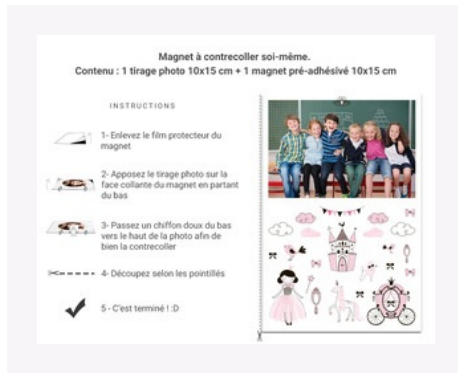 Magnet à contrecoller soi-même.
Contenu : 1 tirage photo 10x15 cm + 1 magnet pré-adhésivé 10x15 cm
INSTRUCTIONS
1- Enlevez le film protecteur du
magnet
2- Apposez le tirage photo sur la
face collante du magnet en partant
du bas
3- Passez un chiffon doux du bas
vers le haut de la photo afin de
bien la contrecoller
4- Découpez selon les pointillés
5 - C'est terminé ! :D